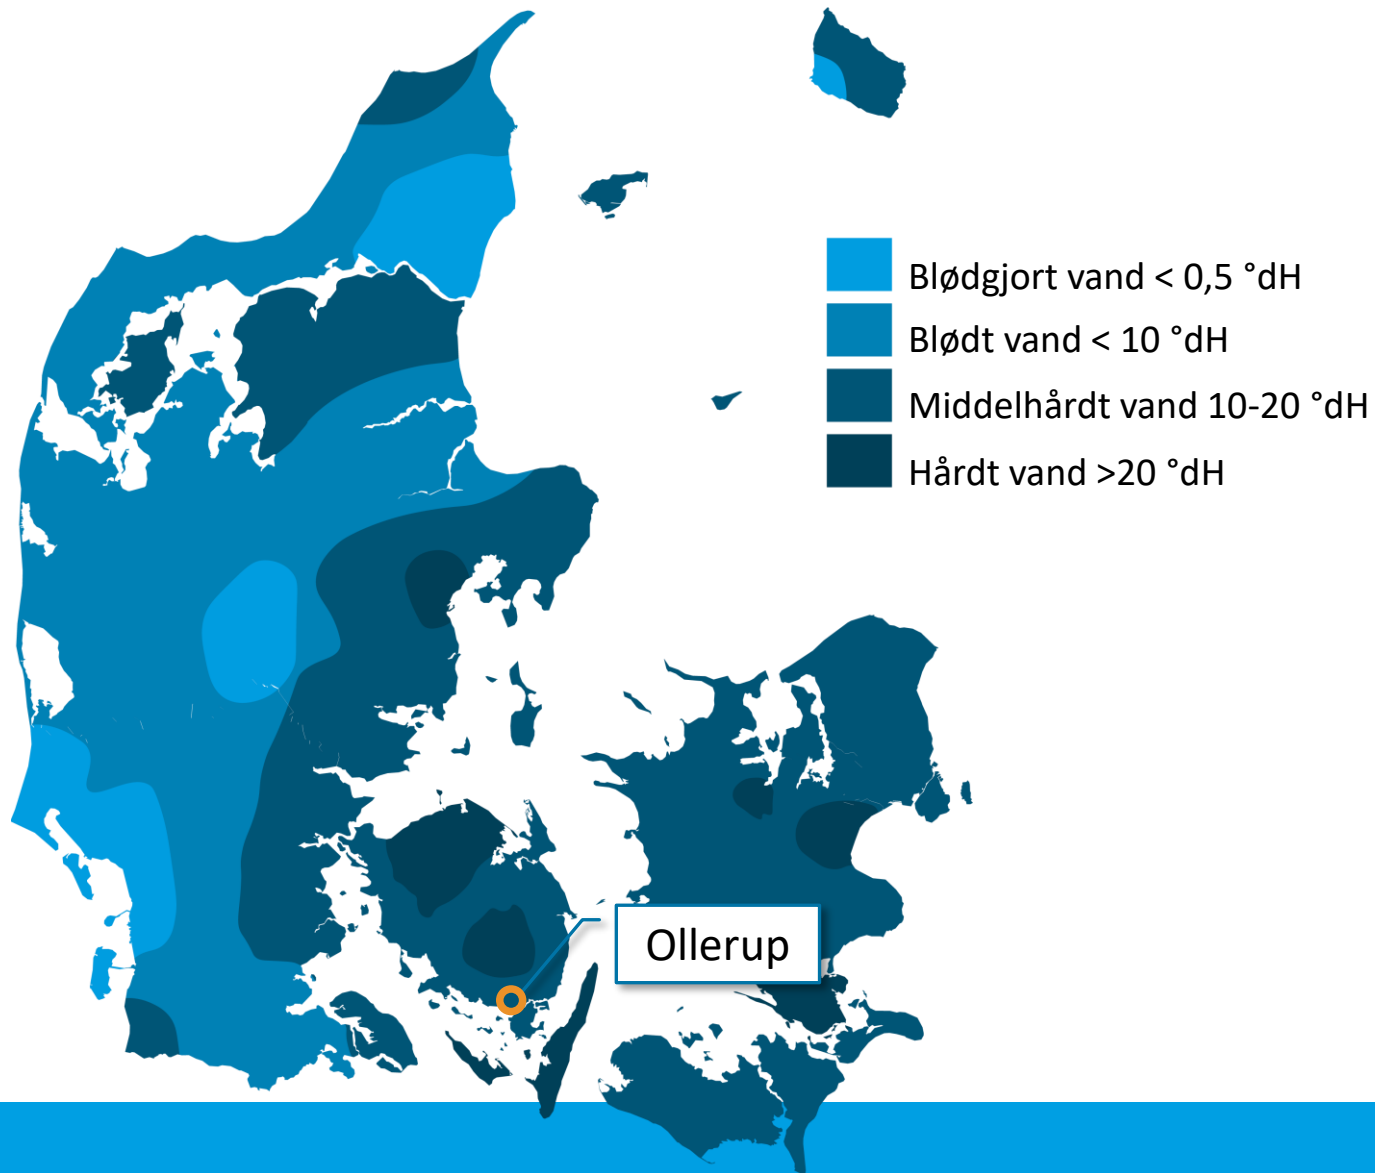 Blødgjort vand < 0,5 °dH
Blødt vand < 10 °dH
Middelhårdt vand 10-20 °dH
Hårdt vand >20 °dH
Ollerup